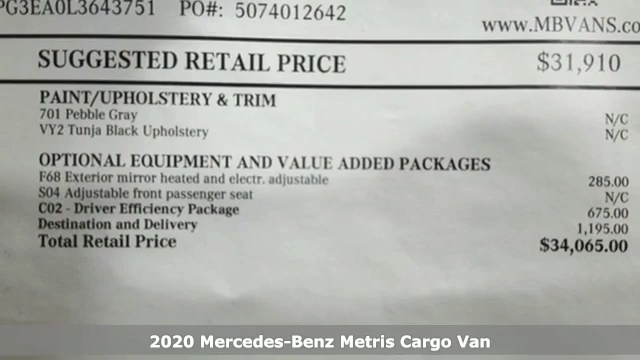 PG3EA0L3643751 PO#: 5074012642
www.MBVANS.co
SUGGESTED RETAIL PRICE $31,910
PAINT/UPHOLSTERY & TRIM
701 Pebble Gray N/C
VY2 Tunja Black Upholstery N/C
OPTIONAL EQUIPMENT AND VALUE ADDED PACKAGES
F68 Exterior mirror heated and electr. adjustable 285.00
S04 Adjustable front passenger seat N/C
C02 - Driver Efficiency Package 675.00
Destination and Delivery 1,195.00
Total Retail Price $34,065.00
2020 Mercedes-Benz Metris Cargo Van